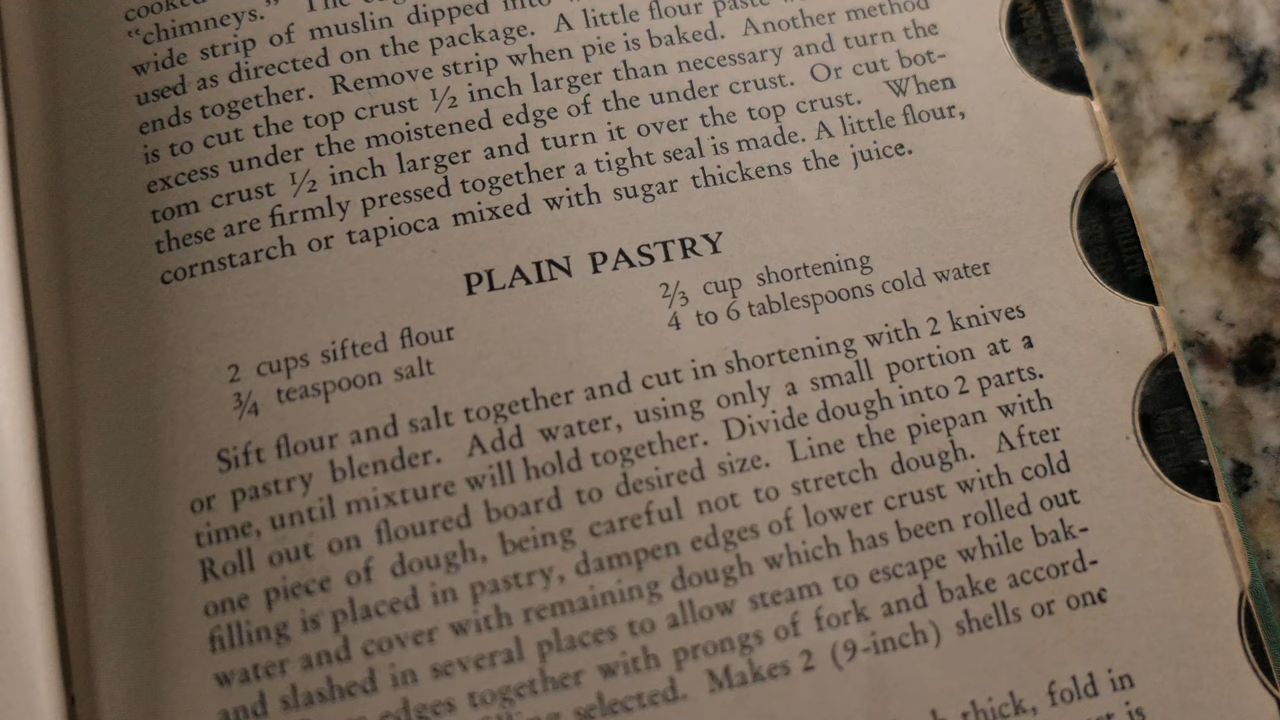 cooked
“chimneys.” The
wide strip of muslin dipped into
used as directed on the package. A little flour paste
ends together. Remove strip when pie is baked. Another method
is to cut the top crust ½ inch larger than necessary and turn the
excess under the moistened edge of the under crust. Or cut bot-
tom crust ½ inch larger and turn it over the top crust. When
these are firmly pressed together a tight seal is made. A little flour,
cornstarch or tapioca mixed with sugar thickens the juice.
PLAIN PASTRY
2 cups sifted flour
¾ teaspoon salt
⅔ cup shortening
4 to 6 tablespoons cold water
Sift flour and salt together and cut in shortening with 2 knives
or pastry blender. Add water, using only a small portion at a
time, until mixture will hold together. Divide dough into 2 parts.
Roll out on floured board to desired size. Line the piepan with
one piece of dough, being careful not to stretch dough. After
filling is placed in pastry, dampen edges of lower crust with cold
water and cover with remaining dough which has been rolled out
and slashed in several places to allow steam to escape while bak-
edges together with prongs of fork and bake accord-
selected. Makes 2 (9-inch) shells or one
thick, fold in
is